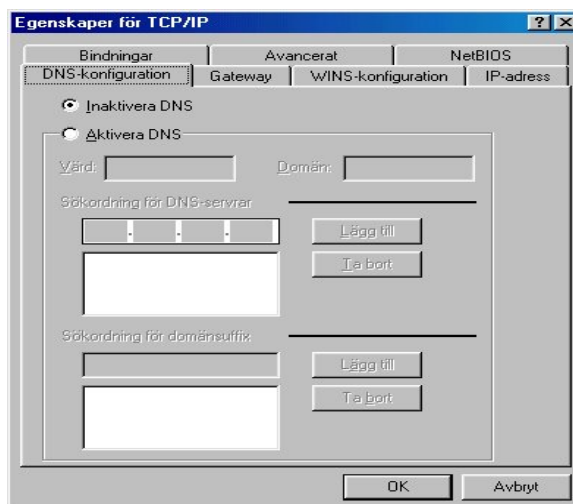 Egenskaper för TCP/IP
Bindningar Avancerat NetBIOS
DNS-konfiguration Gateway WINS-konfiguration IP-adress
Inaktivera DNS
Aktivera DNS
Värd: Domän:
Sökordning för DNS-servrar
Lägg till
Ta bort
Sökordning för domänsuffix
Lägg till
Ta bort
OK Avbryt